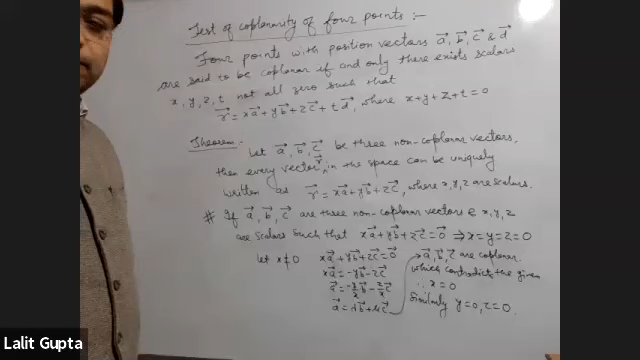 Test of coplanarity of four points :-
Four points with position vectors a⃗, b⃗, c⃗ & d⃗
are said to be coplanar if and only there exists scalars
x, y, z, t not all zero such that
r⃗ = xa⃗ + yb⃗ + zc⃗ + td⃗, where x+y+z+t=0
Theorem:-
Let a⃗, b⃗, c⃗ be three non-coplanar vectors,
then every vector r⃗ in the space can be uniquely
written as r⃗ = xa⃗ + yb⃗ + zc⃗, where x,y,z are scalars.
# If a⃗, b⃗, c⃗ are three non-coplanar vectors & x,y,z
are scalars such that xa⃗ + yb⃗ + zc⃗ = 0⃗ ⇒ x=y=z=0
let x≠0 xa⃗ + yb⃗ + zc⃗ = 0⃗
xa⃗ = -yb⃗ - zc⃗
a⃗ = -y/x b⃗ - z/x c⃗
a⃗ = λb⃗ + μc⃗
→ a⃗, b⃗, c⃗ are coplanar
which contradicts the given
∴ x=0
Similarly y=0, z=0.
Lalit Gupta